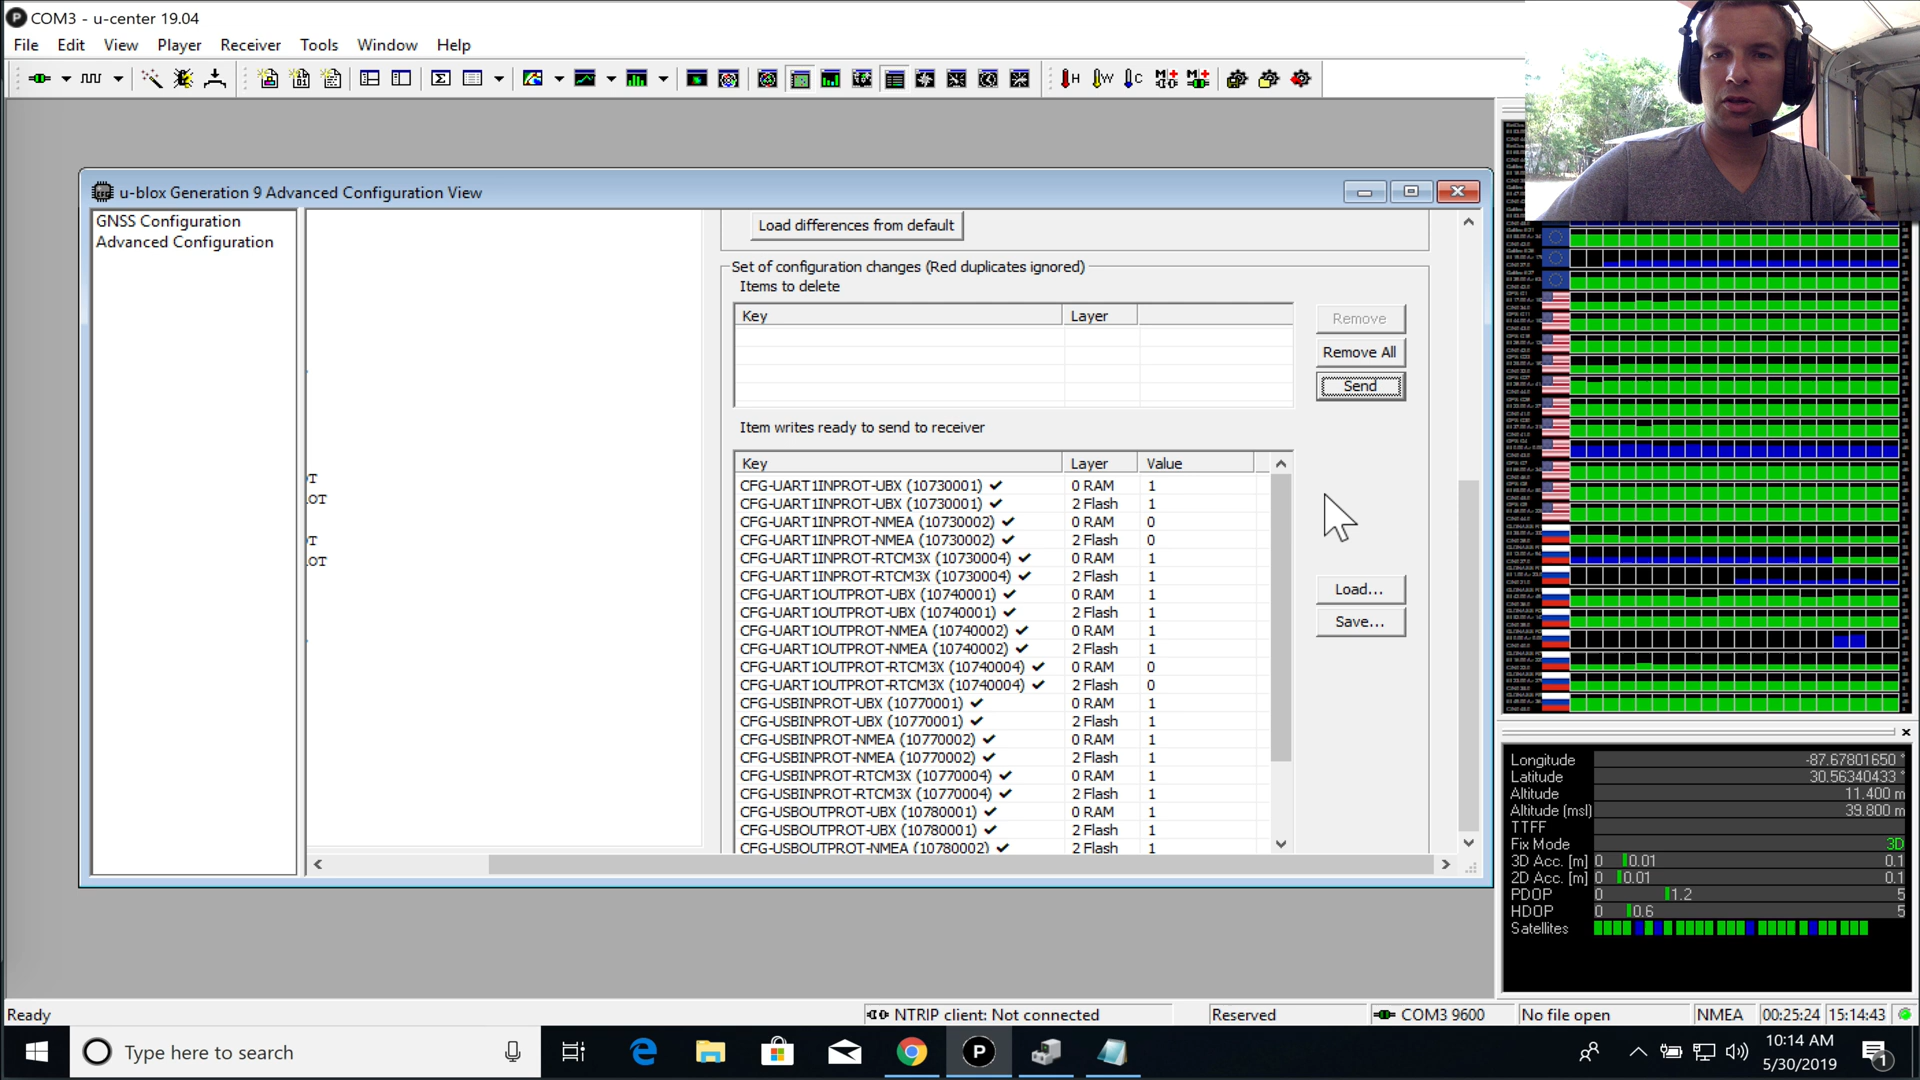 COM3 - u-center 19.04
File Edit View Player Receiver Tools Window Help
H W C
u-blox Generation 9 Advanced Configuration View
GNSS Configuration
Advanced Configuration
OT
OT
Load differences from default
Set of configuration changes (Red duplicates ignored)
Items to delete
Key Layer
Remove
Remove All
Send
Item writes ready to send to receiver
Key Layer Value
CFG-UART1INPROT-UBX (10730001) ✔ 0 RAM 1
CFG-UART1INPROT-UBX (10730001) ✔ 2 Flash 1
CFG-UART1INPROT-NMEA (10730002) ✔ 0 RAM 0
CFG-UART1INPROT-NMEA (10730002) ✔ 2 Flash 0
CFG-UART1INPROT-RTCM3X (10730004) ✔ 0 RAM 1
CFG-UART1INPROT-RTCM3X (10730004) ✔ 2 Flash 1
CFG-UART1OUTPROT-UBX (10740001) ✔ 0 RAM 1
CFG-UART1OUTPROT-UBX (10740001) ✔ 2 Flash 1
CFG-UART1OUTPROT-NMEA (10740002) ✔ 0 RAM 1
CFG-UART1OUTPROT-NMEA (10740002) ✔ 2 Flash 1
CFG-UART1OUTPROT-RTCM3X (10740004) ✔ 0 RAM 0
CFG-UART1OUTPROT-RTCM3X (10740004) ✔ 2 Flash 0
CFG-USBINPROT-UBX (10770001) ✔ 0 RAM 1
CFG-USBINPROT-UBX (10770001) ✔ 2 Flash 1
CFG-USBINPROT-NMEA (10770002) ✔ 0 RAM 1
CFG-USBINPROT-NMEA (10770002) ✔ 2 Flash 1
CFG-USBINPROT-RTCM3X (10770004) ✔ 0 RAM 1
CFG-USBINPROT-RTCM3X (10770004) ✔ 2 Flash 1
CFG-USBOUTPROT-UBX (10780001) ✔ 0 RAM 1
CFG-USBOUTPROT-UBX (10780001) ✔ 2 Flash 1
CFG-USBOUTPROT-NMEA (10780002) ✔ 2 Flash 1
Load...
Save...
Longitude -87.67801650 °
Latitude 30.56340433 °
Altitude 11.400 m
Altitude (msl) 39.800 m
TTFF
Fix Mode 3D
3D Acc. [m] 0 0.01 0.1
2D Acc. [m] 0 0.01 0.1
PDOP 0 1.2 5
HDOP 0 0.6 5
Satellites
Ready NTRIP client: Not connected Reserved COM3 9600 No file open NMEA 00:25:24 15:14:43
Type here to search
10:14 AM
5/30/2019
1